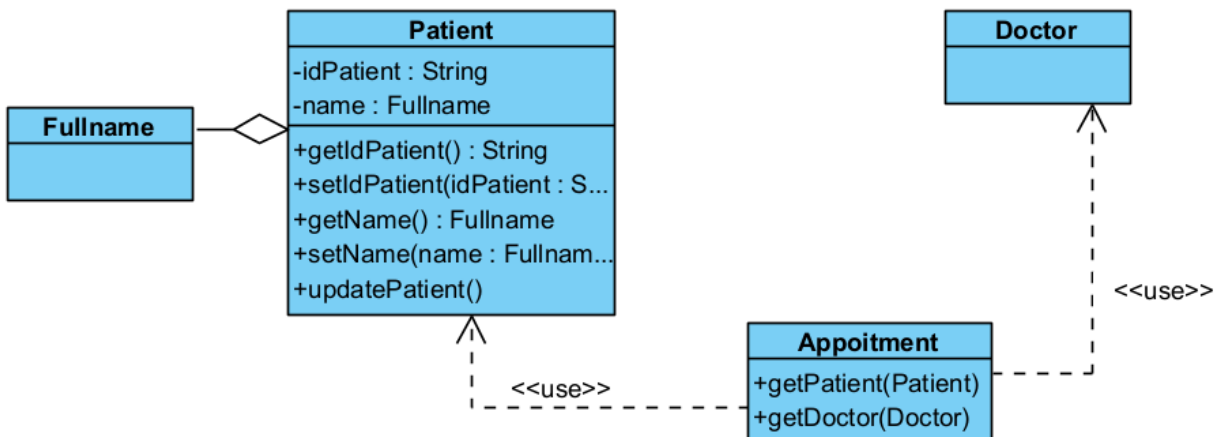 Patient
-idPatient : String
-name : Fullname
+getIdPatient() : String
+setIdPatient(idPatient : S...
+getName() : Fullname
+setName(name : Fullnam...
+updatePatient()
Doctor
Fullname
<<use>>
Appoitment
+getPatient(Patient)
+getDoctor(Doctor)
<<use>>